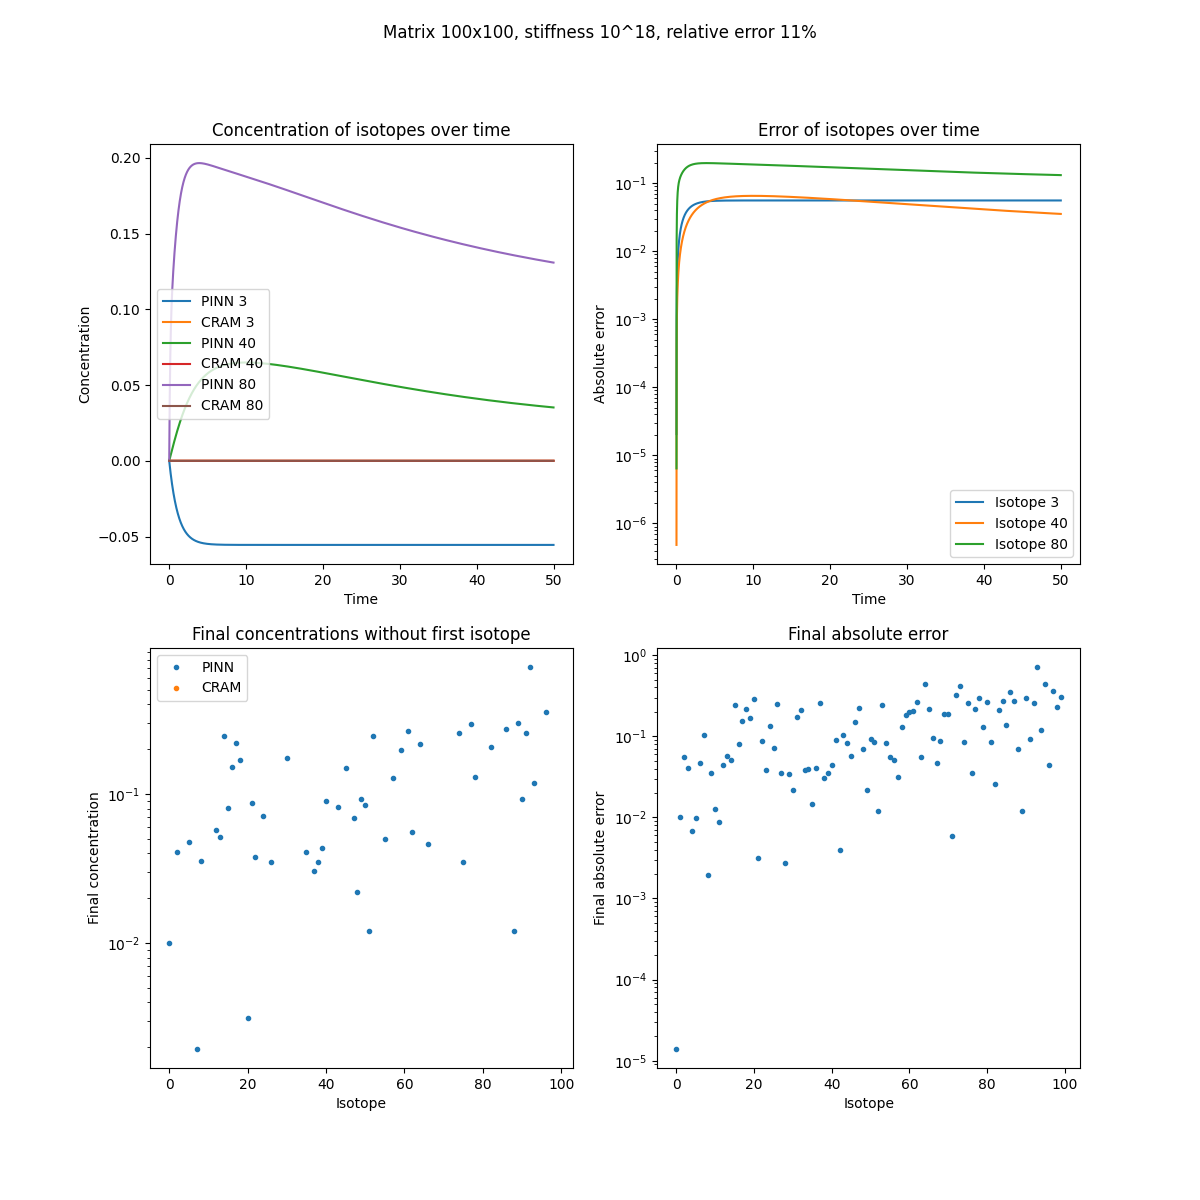 Matrix 100x100, stiffness 10^18, relative error 11%
Concentration of isotopes over time
Concentration
0.20
0.15
0.10
0.05
0.00
−0.05
PINN 3
CRAM 3
PINN 40
CRAM 40
PINN 80
CRAM 80
0 10 20 30 40 50
Time
Error of isotopes over time
Absolute error
10⁻¹
10⁻²
10⁻³
10⁻⁴
10⁻⁵
10⁻⁶
Isotope 3
Isotope 40
Isotope 80
0 10 20 30 40 50
Time
Final concentrations without first isotope
Final concentration
PINN
CRAM
10⁻¹
10⁻²
0 20 40 60 80 100
Isotope
Final absolute error
Final absolute error
10⁰
10⁻¹
10⁻²
10⁻³
10⁻⁴
10⁻⁵
0 20 40 60 80 100
Isotope